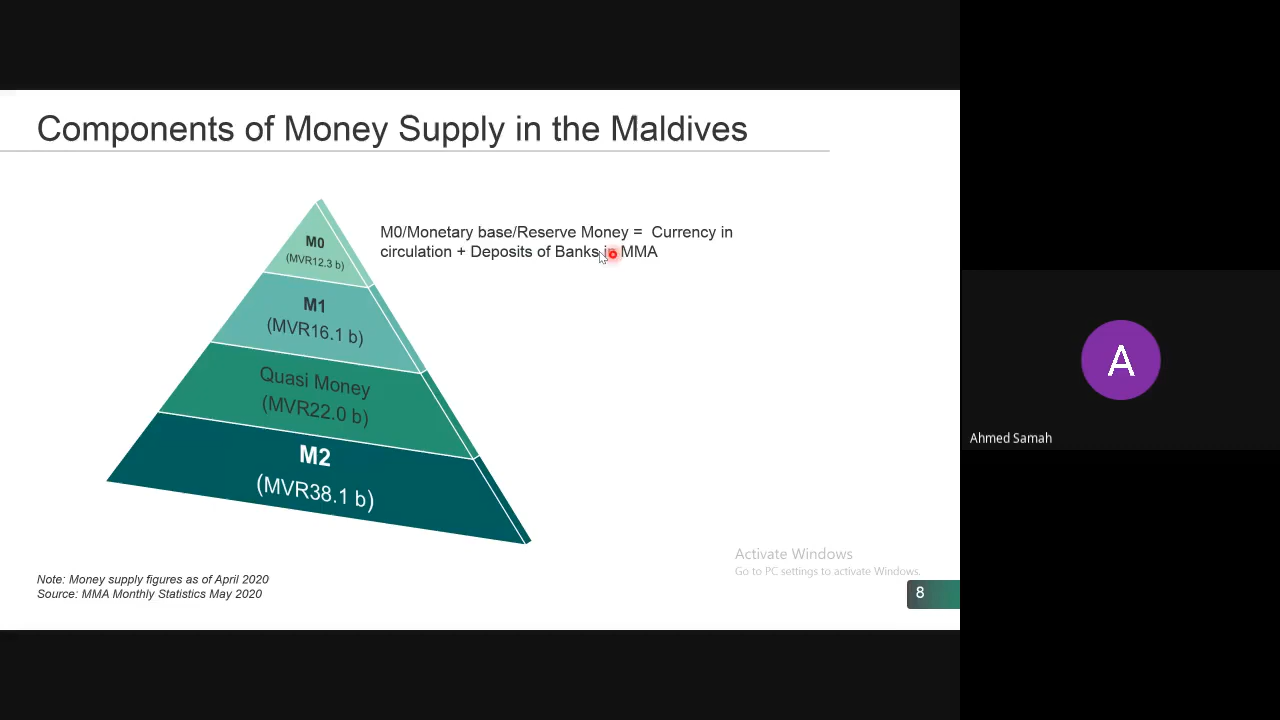 Components of Money Supply in the Maldives
M0/Monetary base/Reserve Money = Currency in
circulation + Deposits of Banks in MMA
M0
(MVR12.3 b)
M1
(MVR16.1 b)
Quasi Money
(MVR22.0 b)
M2
(MVR38.1 b)
Note: Money supply figures as of April 2020
Source: MMA Monthly Statistics May 2020
Activate Windows
Go to PC settings to activate Windows.
8
A
Ahmed Samah